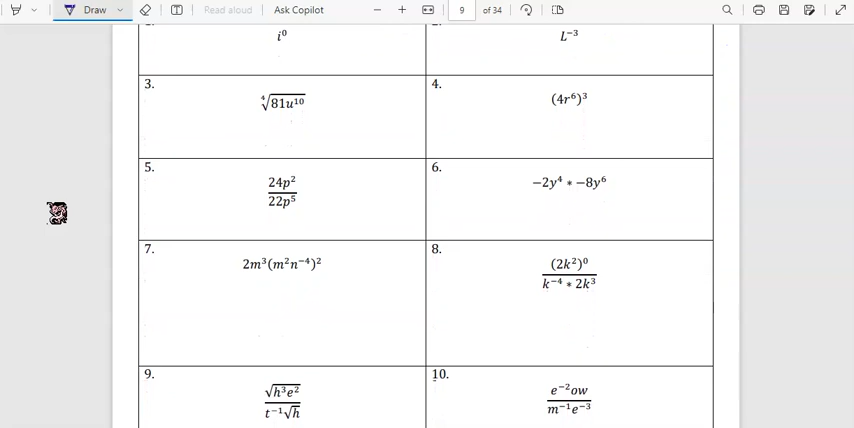 Draw Read aloud Ask Copilot 9 of 34
i⁰ L⁻³
3. 4.
⁴√81u¹⁰ (4r⁶)³
5. 6.
24p²/22p⁵ −2y⁴ ∗ −8y⁶
7. 8.
2m³(m²n⁻⁴)² (2k²)⁰/k⁻⁴ ∗ 2k³
9. 10.
√h³e²/t⁻¹√h e⁻²ow/m⁻¹e⁻³